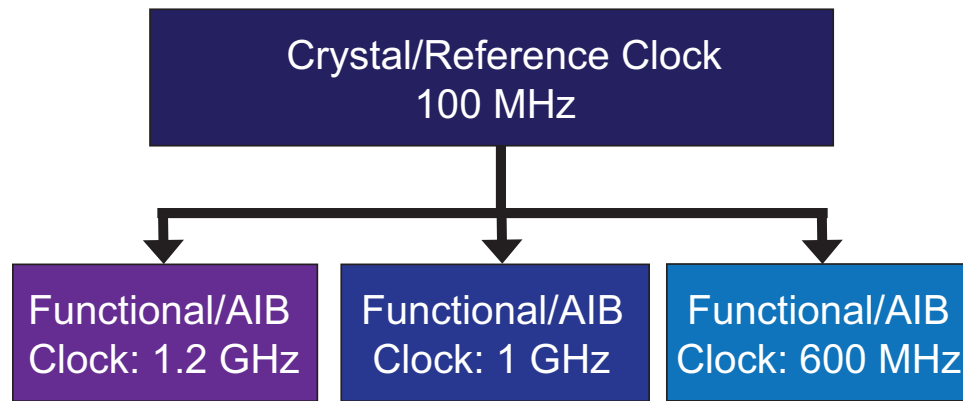 Crystal/Reference Clock
100 MHz
Functional/AIB
Clock: 1.2 GHz
Functional/AIB
Clock: 1 GHz
Functional/AIB
Clock: 600 MHz